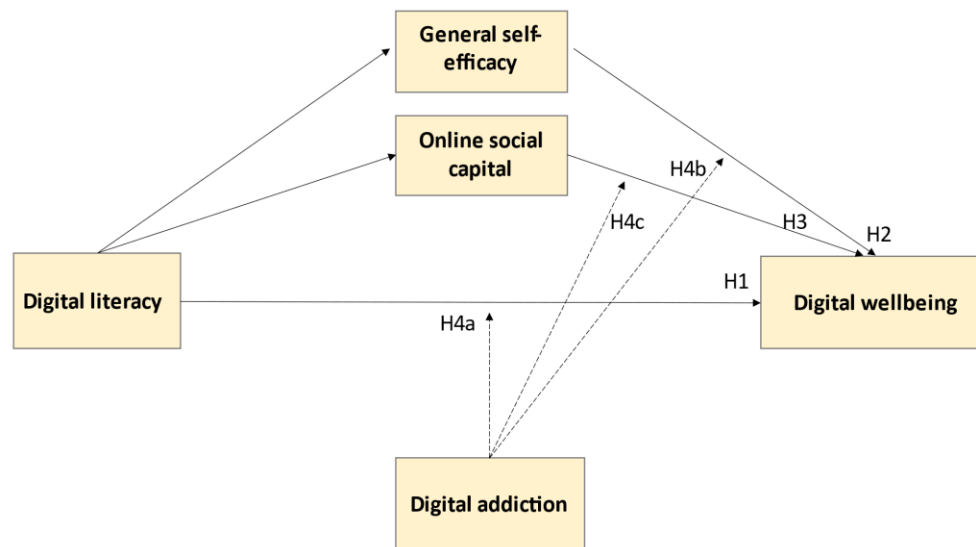 General self-
efficacy
Online social
capital
H4b
H4c
H3
H2
Digital literacy
H1
Digital wellbeing
H4a
Digital addiction